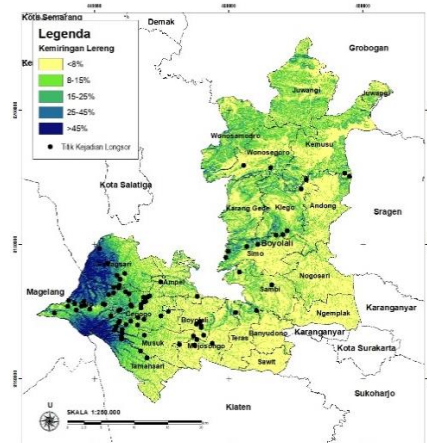 Kota Semarang
Demak
Legenda
Kemiringan Lereng
<8%
8-15%
15-25%
25-45%
>45%
Titik Kejadian Longsor
Grobogan
Juwangi
Juwangi
Wonosamodro
Kemusu
Wonosegoro
Kota Salatiga
Karang Gede
Klego
Andong
Sragen
Boyolali
Simo
Nogosari
Sambi
Magelang
Ampel
Cepogo
Boyolali
Ngemplak
Karanganyar
Karanganyar
Banyudono
Teras
Musuk
Mojosongo
Sawit
Kota Surakarta
Tamansari
Sukoharjo
Klaten
U
SKALA 1:250.000